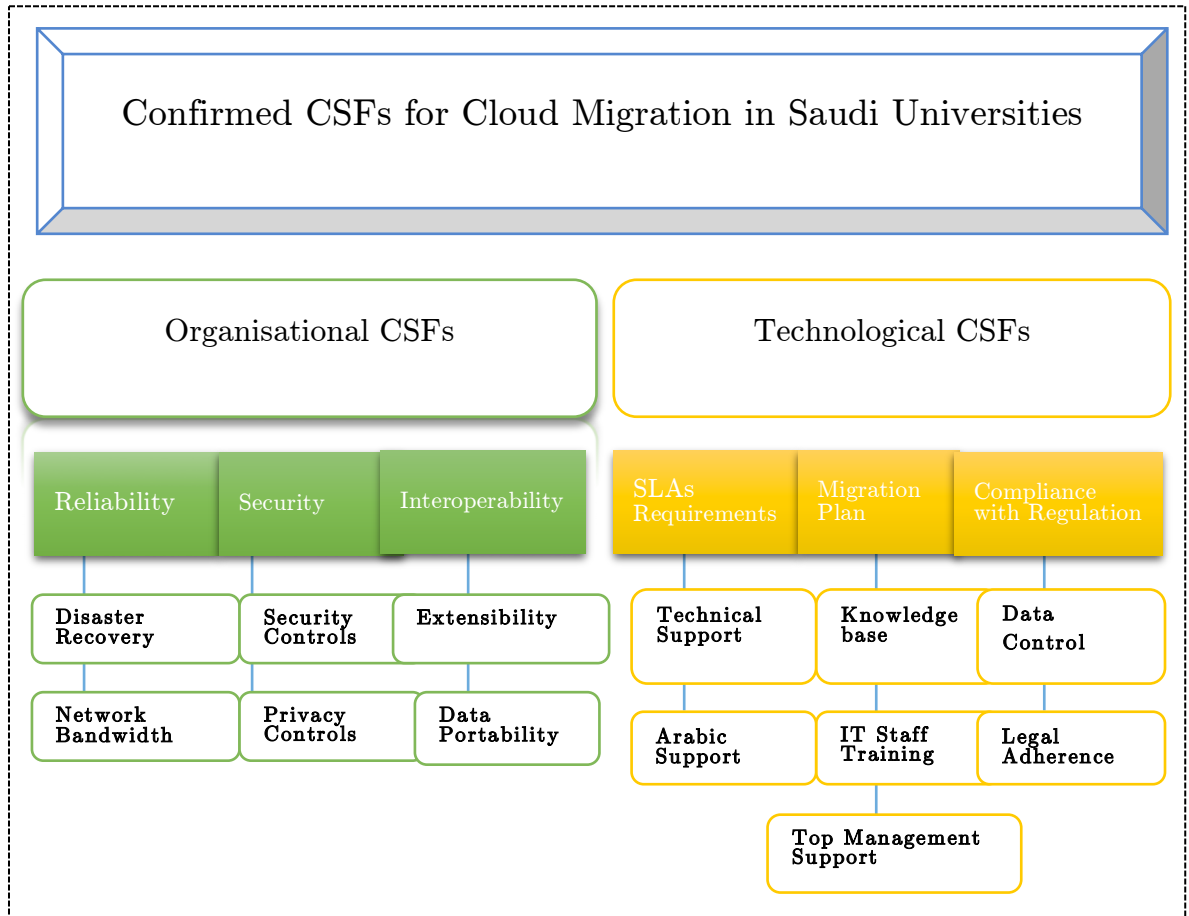 Confirmed CSFs for Cloud Migration in Saudi Universities
Organisational CSFs
Technological CSFs
Reliability
Security
Interoperability
SLAs
Requirements
Migration
Plan
Compliance
with Regulation
Disaster
Recovery
Security
Controls
Extensibility
Technical
Support
Knowledge
base
Data
Control
Network
Bandwidth
Privacy
Controls
Data
Portability
Arabic
Support
IT Staff
Training
Legal
Adherence
Top Management
Support